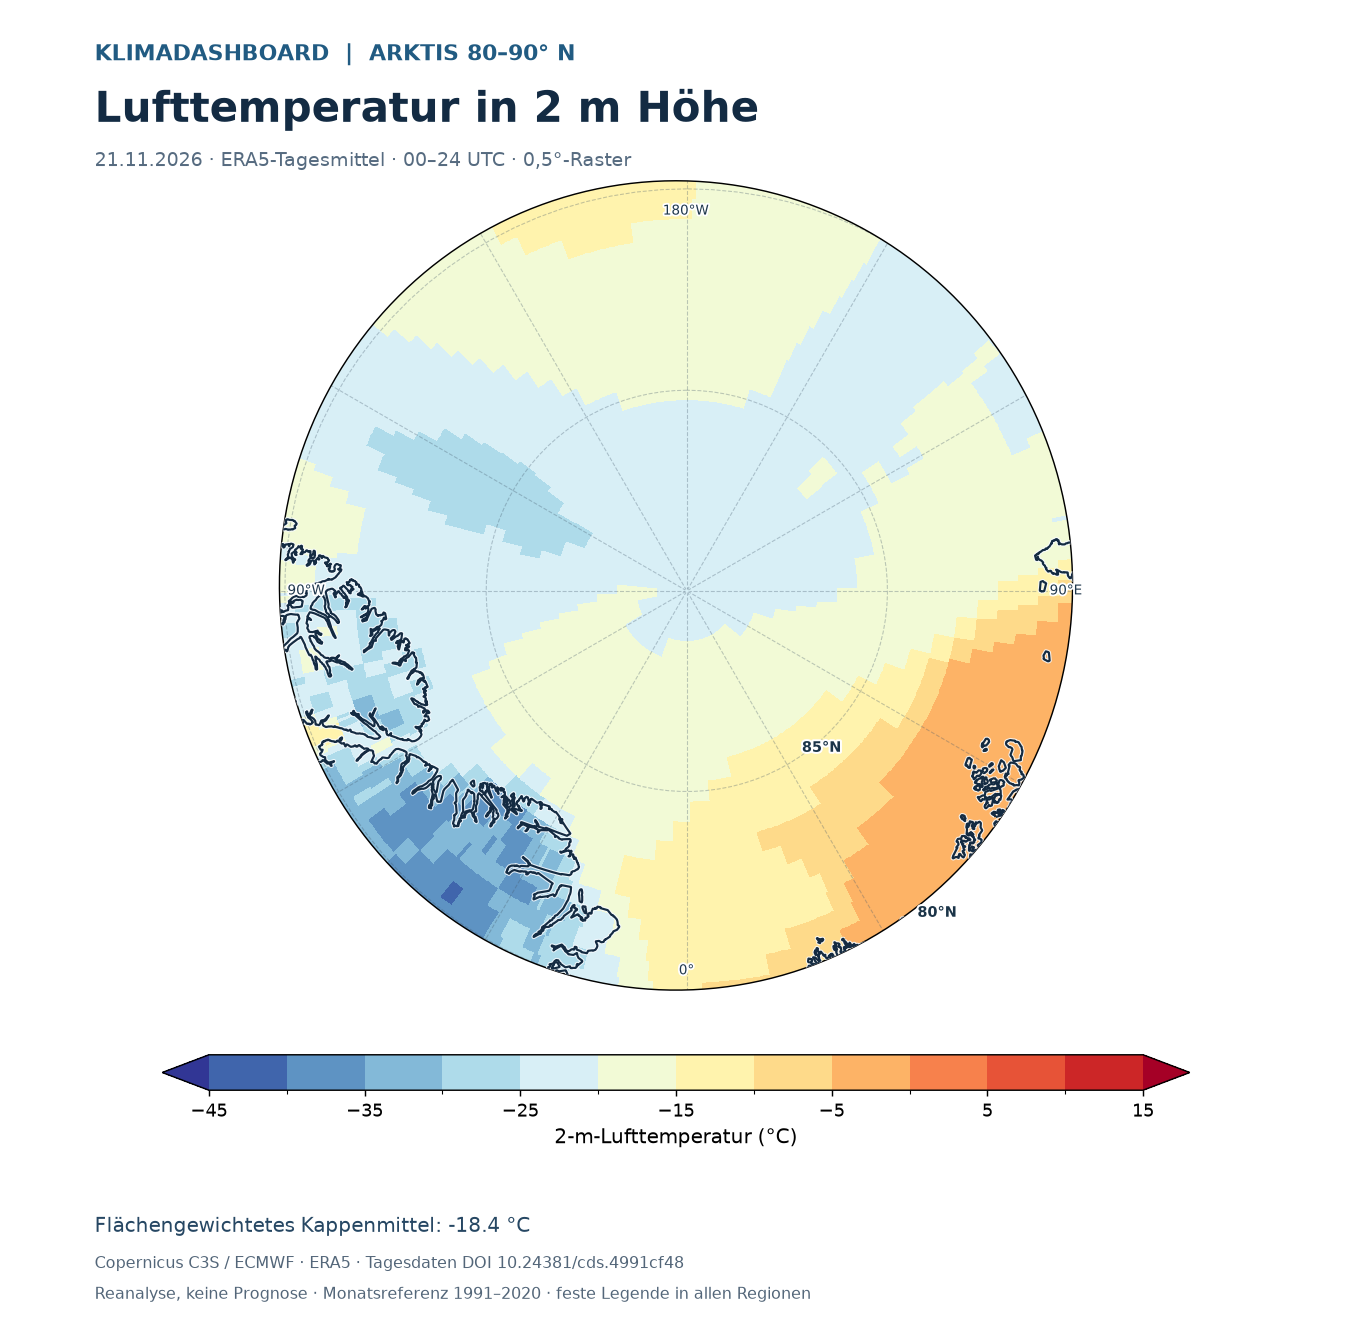 KLIMADASHBOARD | ARKTIS 80–90° N
Lufttemperatur in 2 m Höhe
21.11.2026 · ERA5-Tagesmittel · 00–24 UTC · 0,5°-Raster
180°W
90°W
90°E
85°N
80°N
0°
−45 −35 −25 −15 −5 5 15
2-m-Lufttemperatur (°C)
Flächengewichtetes Kappenmittel: -18.4 °C
Copernicus C3S / ECMWF · ERA5 · Tagesdaten DOI 10.24381/cds.4991cf48
Reanalyse, keine Prognose · Monatsreferenz 1991–2020 · feste Legende in allen Regionen